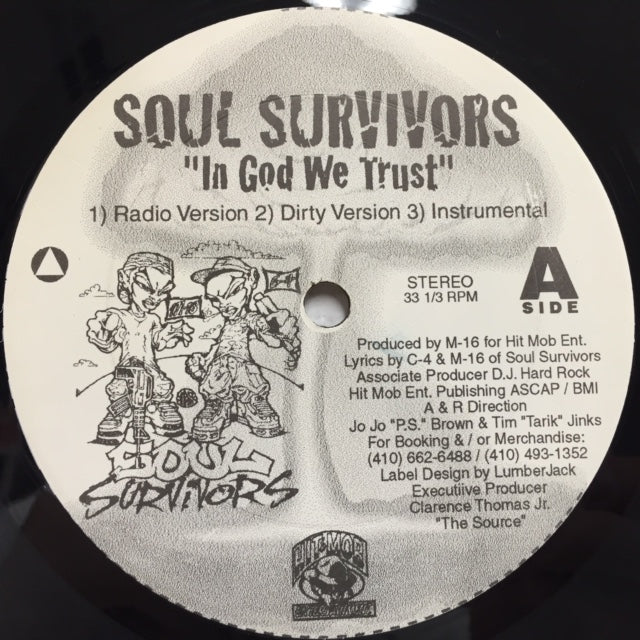 SOUL SURVIVORS
"In God We Trust"
1) Radio Version 2) Dirty Version 3) Instrumental
STEREO
33 1/3 RPM
A
SIDE
Produced by M-16 for Hit Mob Ent.
Lyrics by C-4 & M-16 of Soul Survivors
Associate Producer D.J. Hard Rock
Hit Mob Ent. Publishing ASCAP / BMI
A & R Direction
Jo Jo "P.S." Brown & Tim "Tarik" Jinks
For Booking & / or Merchandise:
(410) 662-6488 / (410) 493-1352
Label Design by LumberJack
Executiive Producer
Clarence Thomas Jr.
"The Source"
SOUL
SURVIVORS
HIT MOB